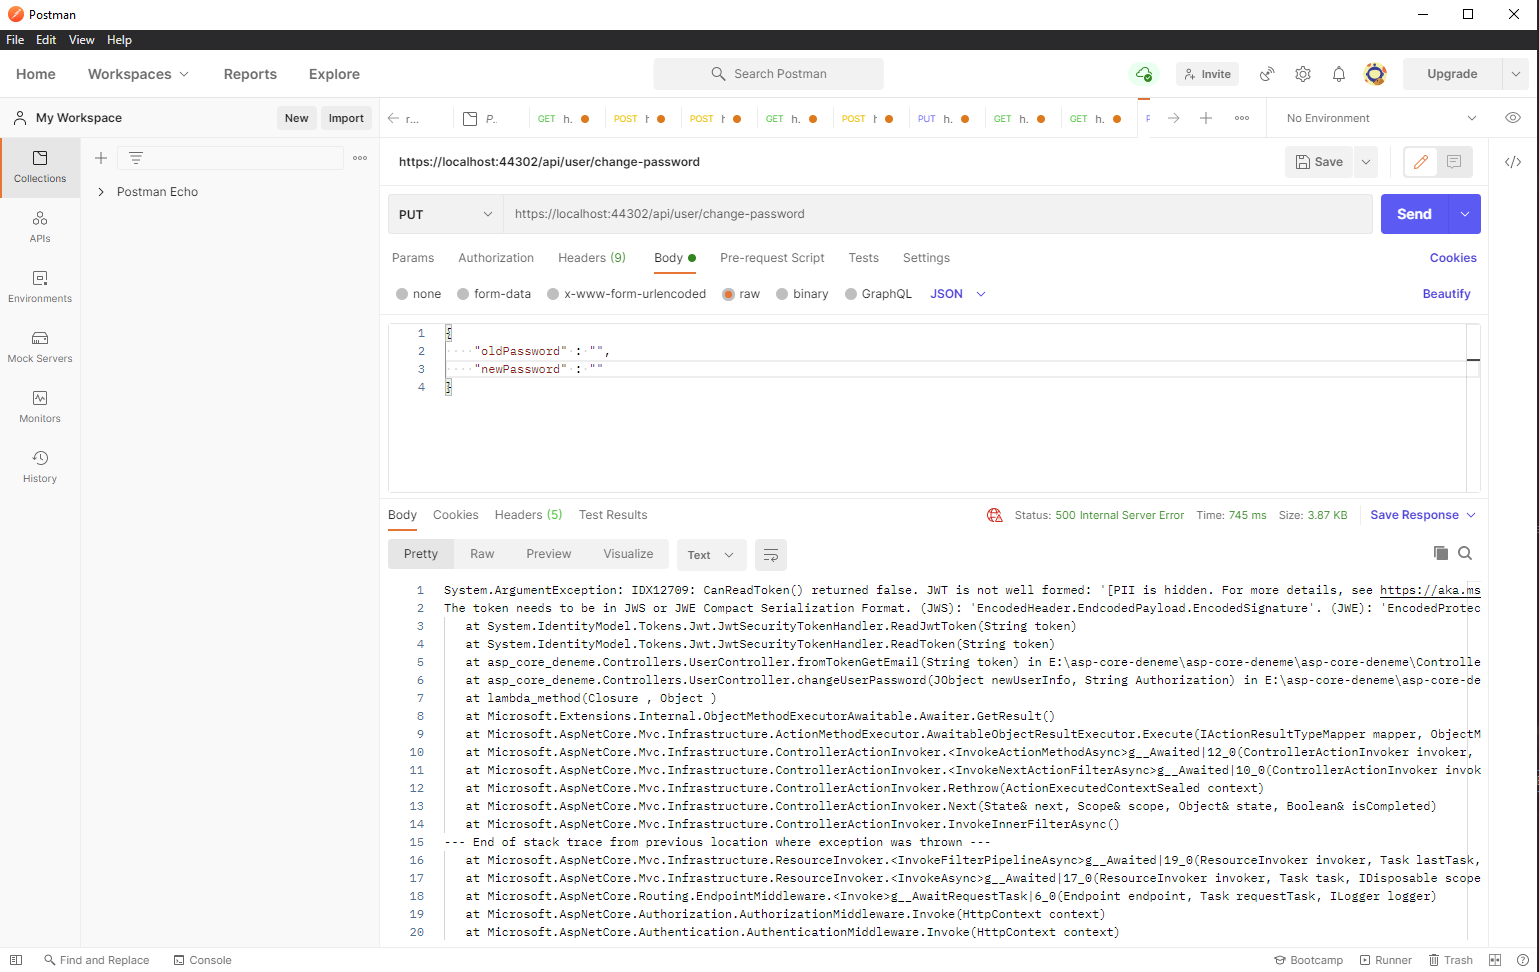 Postman
File Edit View Help
Home Workspaces Reports Explore Search Postman Invite Upgrade
My Workspace New Import r... P.. GET h. POST h POST h GET h. POST h PUT h. GET h. GET h. No Environment
https://localhost:44302/api/user/change-password Save
Collections
Postman Echo
PUT https://localhost:44302/api/user/change-password Send
APIs
Params Authorization Headers (9) Body Pre-request Script Tests Settings Cookies
Environments
none form-data x-www-form-urlencoded raw binary GraphQL JSON Beautify
Mock Servers
1 {
2 "oldPassword" : "",
3 "newPassword" : ""
4 }
Monitors
History
Body Cookies Headers (5) Test Results Status: 500 Internal Server Error Time: 745 ms Size: 3.87 KB Save Response
Pretty Raw Preview Visualize Text
1 System.ArgumentException: IDX12709: CanReadToken() returned false. JWT is not well formed: '[PII is hidden. For more details, see https://aka.ms
2 The token needs to be in JWS or JWE Compact Serialization Format. (JWS): 'EncodedHeader.EndcodedPayload.EncodedSignature'. (JWE): 'EncodedProtec
3 at System.IdentityModel.Tokens.Jwt.JwtSecurityTokenHandler.ReadJwtToken(String token)
4 at System.IdentityModel.Tokens.Jwt.JwtSecurityTokenHandler.ReadToken(String token)
5 at asp_core_deneme.Controllers.UserController.fromTokenGetEmail(String token) in E:\asp-core-deneme\asp-core-deneme\asp-core-deneme\Controlle
6 at asp_core_deneme.Controllers.UserController.changeUserPassword(JObject newUserInfo, String Authorization) in E:\asp-core-deneme\asp-core-de
7 at lambda_method(Closure , Object )
8 at Microsoft.Extensions.Internal.ObjectMethodExecutorAwaitable.Awaiter.GetResult()
9 at Microsoft.AspNetCore.Mvc.Infrastructure.ActionMethodExecutor.AwaitableObjectResultExecutor.Execute(IActionResultTypeMapper mapper, ObjectM
10 at Microsoft.AspNetCore.Mvc.Infrastructure.ControllerActionInvoker.<InvokeActionMethodAsync>g__Awaited|12_0(ControllerActionInvoker invoker,
11 at Microsoft.AspNetCore.Mvc.Infrastructure.ControllerActionInvoker.<InvokeNextActionFilterAsync>g__Awaited|10_0(ControllerActionInvoker invok
12 at Microsoft.AspNetCore.Mvc.Infrastructure.ControllerActionInvoker.Rethrow(ActionExecutedContextSealed context)
13 at Microsoft.AspNetCore.Mvc.Infrastructure.ControllerActionInvoker.Next(State& next, Scope& scope, Object& state, Boolean& isCompleted)
14 at Microsoft.AspNetCore.Mvc.Infrastructure.ControllerActionInvoker.InvokeInnerFilterAsync()
15 --- End of stack trace from previous location where exception was thrown ---
16 at Microsoft.AspNetCore.Mvc.Infrastructure.ResourceInvoker.<InvokeFilterPipelineAsync>g__Awaited|19_0(ResourceInvoker invoker, Task lastTask,
17 at Microsoft.AspNetCore.Mvc.Infrastructure.ResourceInvoker.<InvokeAsync>g__Awaited|17_0(ResourceInvoker invoker, Task task, IDisposable scope
18 at Microsoft.AspNetCore.Routing.EndpointMiddleware.<Invoke>g__AwaitRequestTask|6_0(Endpoint endpoint, Task requestTask, ILogger logger)
19 at Microsoft.AspNetCore.Authorization.AuthorizationMiddleware.Invoke(HttpContext context)
20 at Microsoft.AspNetCore.Authentication.AuthenticationMiddleware.Invoke(HttpContext context)
Find and Replace Console Bootcamp Runner Trash